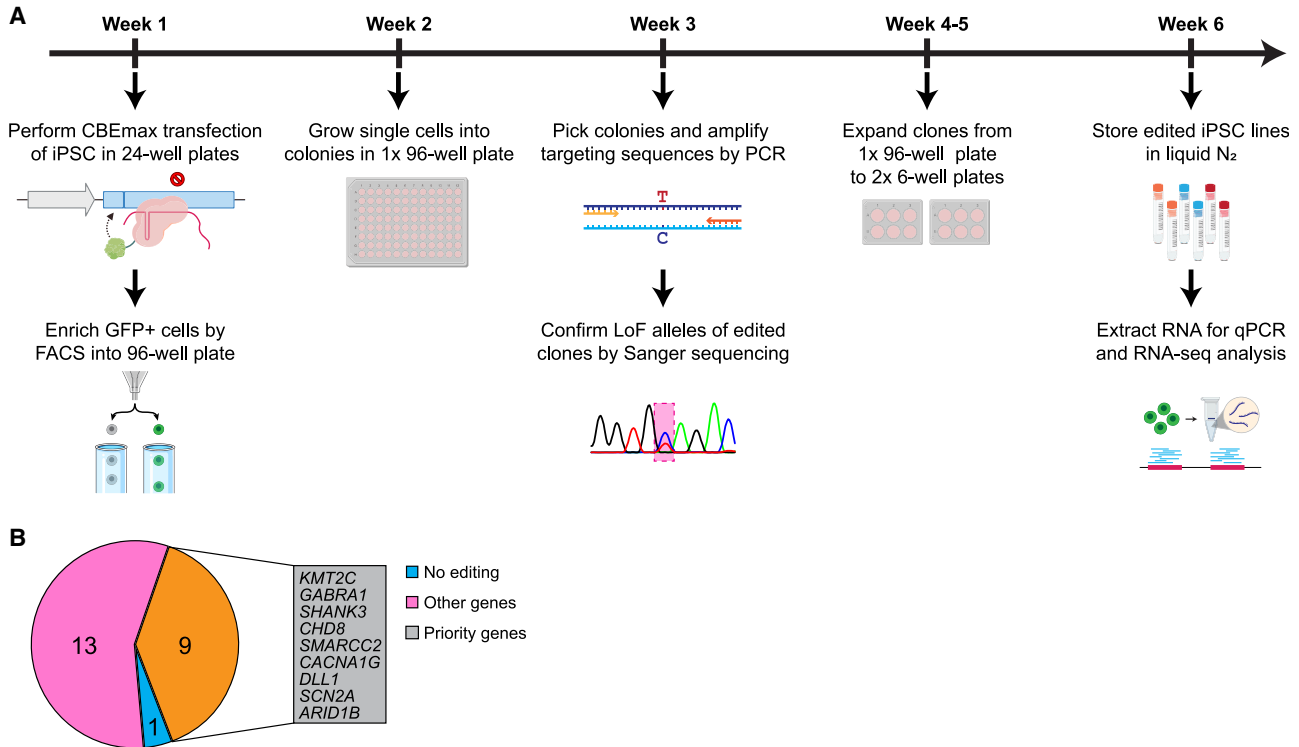 A
Week 1
Week 2
Week 3
Week 4-5
Week 6
Perform CBEmax transfection
of iPSC in 24-well plates
Grow single cells into
colonies in 1x 96-well plate
Pick colonies and amplify
targeting sequences by PCR
T
C
Expand clones from
1x 96-well plate
to 2x 6-well plates
Store edited iPSC lines
in liquid N₂
Enrich GFP+ cells by
FACS into 96-well plate
Confirm LoF alleles of edited
clones by Sanger sequencing
Extract RNA for qPCR
and RNA-seq analysis
B
13
9
1
KMT2C
GABRA1
SHANK3
CHD8
SMARCC2
CACNA1G
DLL1
SCN2A
ARID1B
No editing
Other genes
Priority genes